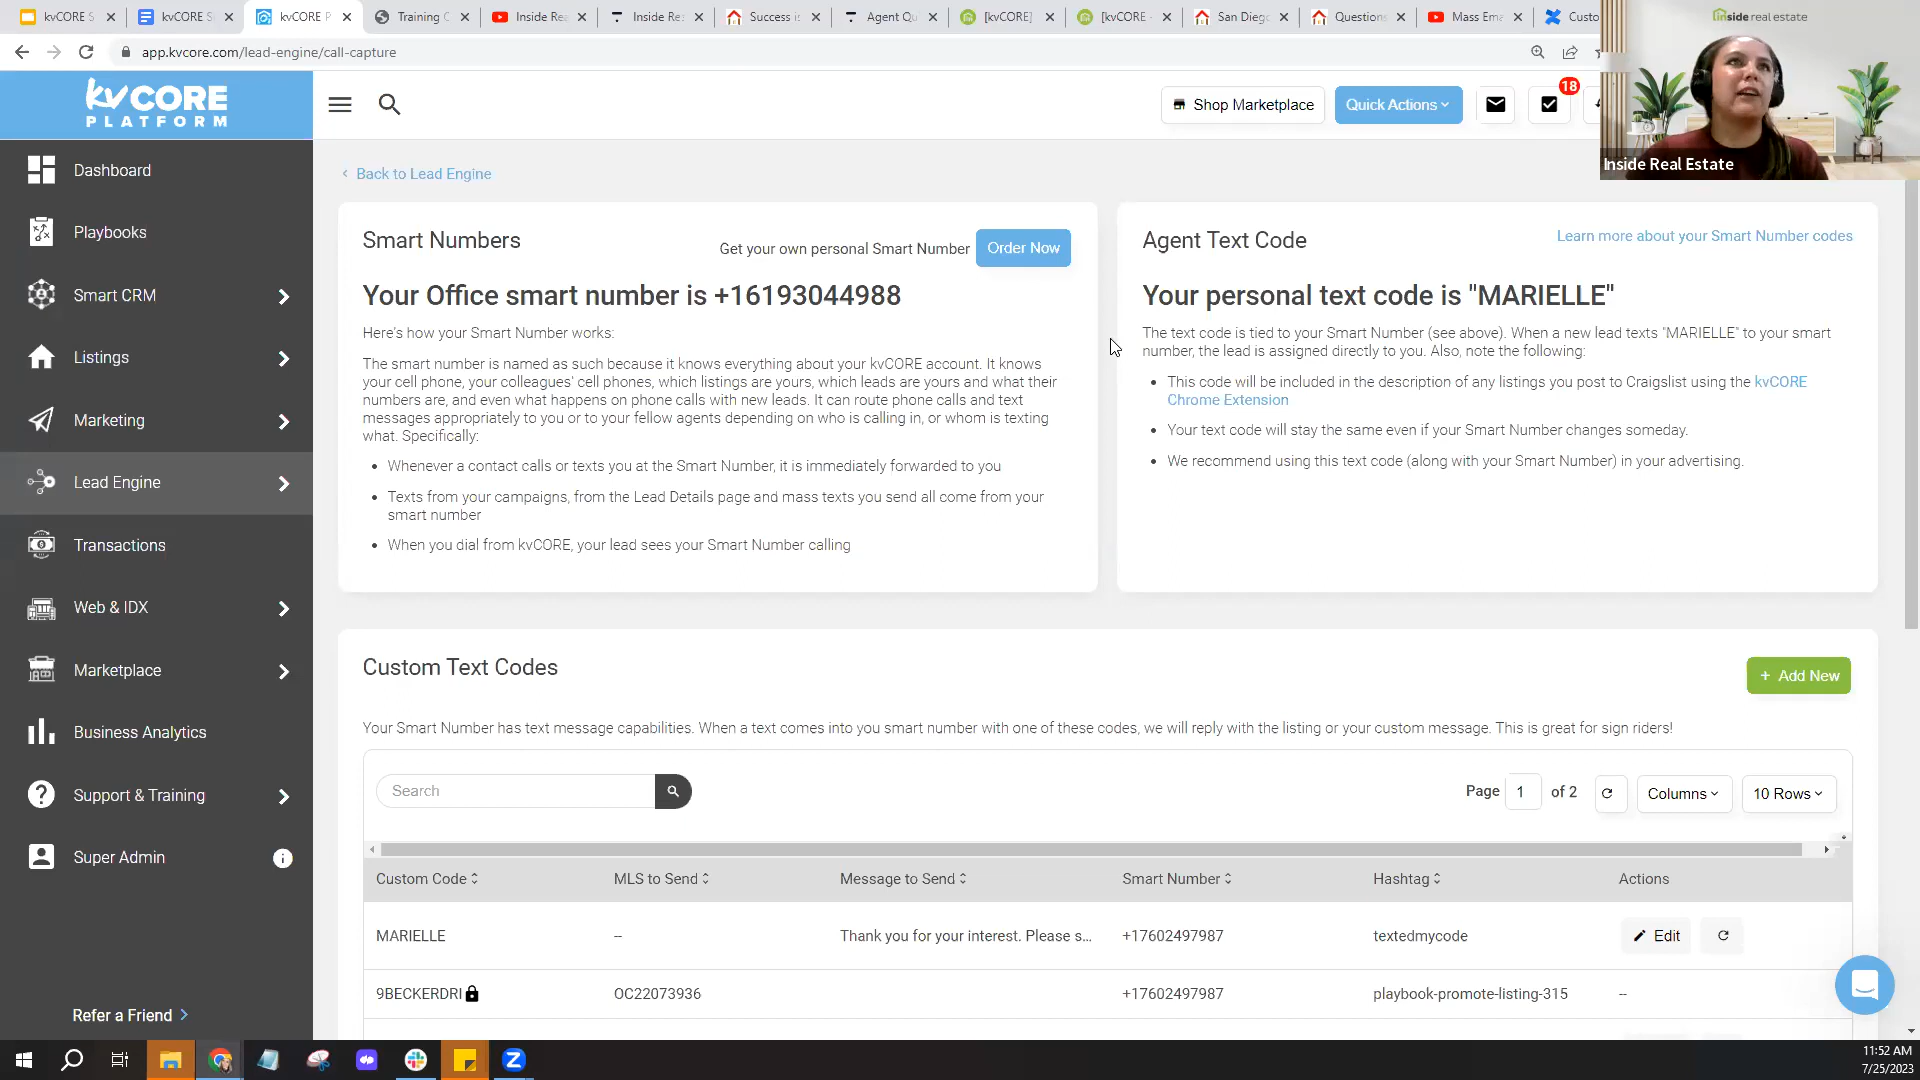 kvCORE S
kvCORE S
kvCORE P
Training C
Inside Rea
Inside Re
Success is
Agent Qu
[kvCORE]
[kvCORE -
San Diego
Questions
Mass Ema
Custo
app.kvcore.com/lead-engine/call-capture
inside real estate
Inside Real Estate
kvCORE
PLATFORM
Shop Marketplace
Quick Actions
18
Dashboard
Playbooks
Smart CRM
Listings
Marketing
Lead Engine
Transactions
Web & IDX
Marketplace
Business Analytics
Support & Training
Super Admin
Refer a Friend
Back to Lead Engine
Smart Numbers
Get your own personal Smart Number
Order Now
Your Office smart number is +16193044988
Here's how your Smart Number works:
The smart number is named as such because it knows everything about your kvCORE account. It knows
your cell phone, your colleagues' cell phones, which listings are yours, which leads are yours and what their
numbers are, and even what happens on phone calls with new leads. It can route phone calls and text
messages appropriately to you or to your fellow agents depending on who is calling in, or whom is texting
what. Specifically:
• Whenever a contact calls or texts you at the Smart Number, it is immediately forwarded to you
• Texts from your campaigns, from the Lead Details page and mass texts you send all come from your
smart number
• When you dial from kvCORE, your lead sees your Smart Number calling
Agent Text Code
Learn more about your Smart Number codes
Your personal text code is "MARIELLE"
The text code is tied to your Smart Number (see above). When a new lead texts "MARIELLE" to your smart
number, the lead is assigned directly to you. Also, note the following:
• This code will be included in the description of any listings you post to Craigslist using the kvCORE
Chrome Extension
• Your text code will stay the same even if your Smart Number changes someday.
• We recommend using this text code (along with your Smart Number) in your advertising.
Custom Text Codes
+ Add New
Your Smart Number has text message capabilities. When a text comes into you smart number with one of these codes, we will reply with the listing or your custom message. This is great for sign riders!
Search
Page 1 of 2
Columns
10 Rows
Custom Code MLS to Send Message to Send Smart Number Hashtag Actions
MARIELLE -- Thank you for your interest. Please s... +17602497987 textedmycode Edit
9BECKERDRI OC22073936 +17602497987 playbook-promote-listing-315 --
11:52 AM
7/25/2023